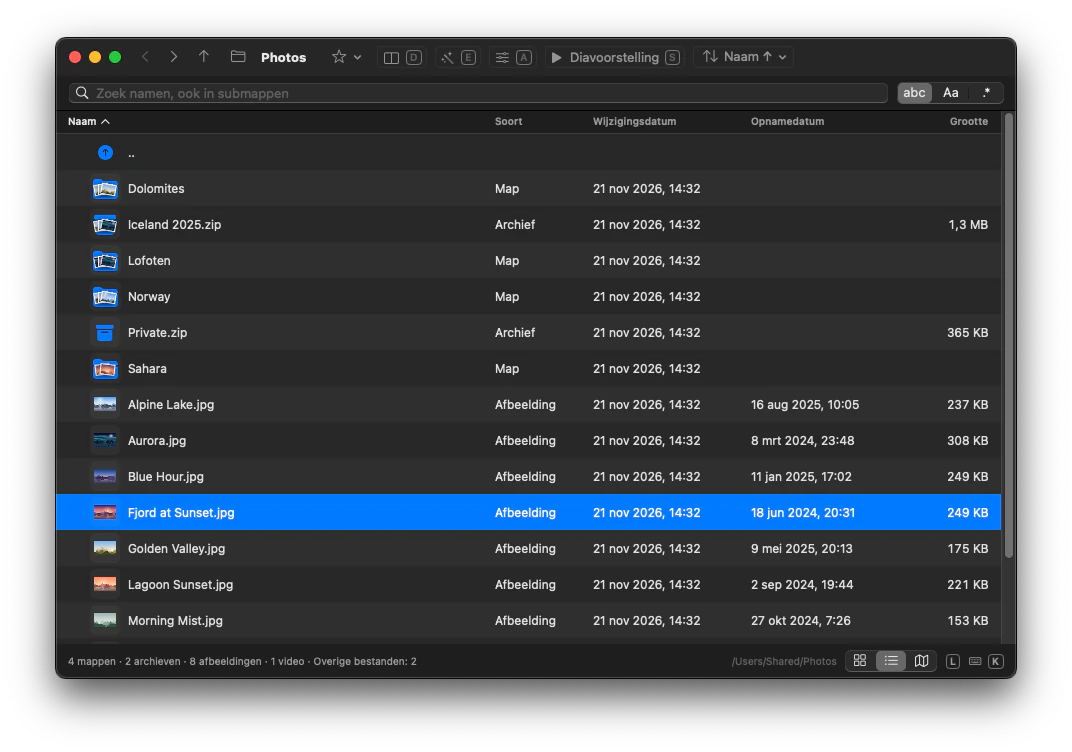 Photos D E A Diavoorstelling S Naam
Zoek namen, ook in submappen abc Aa .*
Naam Soort Wijzigingsdatum Opnamedatum Grootte
..
Dolomites Map 21 nov 2026, 14:32
Iceland 2025.zip Archief 21 nov 2026, 14:32 1,3 MB
Lofoten Map 21 nov 2026, 14:32
Norway Map 21 nov 2026, 14:32
Private.zip Archief 21 nov 2026, 14:32 365 KB
Sahara Map 21 nov 2026, 14:32
Alpine Lake.jpg Afbeelding 21 nov 2026, 14:32 16 aug 2025, 10:05 237 KB
Aurora.jpg Afbeelding 21 nov 2026, 14:32 8 mrt 2024, 23:48 308 KB
Blue Hour.jpg Afbeelding 21 nov 2026, 14:32 11 jan 2025, 17:02 249 KB
Fjord at Sunset.jpg Afbeelding 21 nov 2026, 14:32 18 jun 2024, 20:31 249 KB
Golden Valley.jpg Afbeelding 21 nov 2026, 14:32 9 mei 2025, 20:13 175 KB
Lagoon Sunset.jpg Afbeelding 21 nov 2026, 14:32 2 sep 2024, 19:44 221 KB
Morning Mist.jpg Afbeelding 21 nov 2026, 14:32 27 okt 2024, 7:26 153 KB
4 mappen · 2 archieven · 8 afbeeldingen · 1 video · Overige bestanden: 2 /Users/Shared/Photos L K